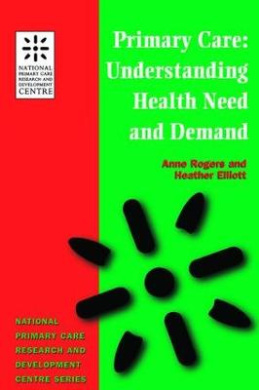 NATIONAL
PRIMARY CARE
RESEARCH AND
DEVELOPMENT
CENTRE
Primary Care:
Understanding
Health Need
and Demand
Anne Rogers and
Heather Elliott
NATIONAL
PRIMARY CARE
RESEARCH AND
DEVELOPMENT
CENTRE SERIES